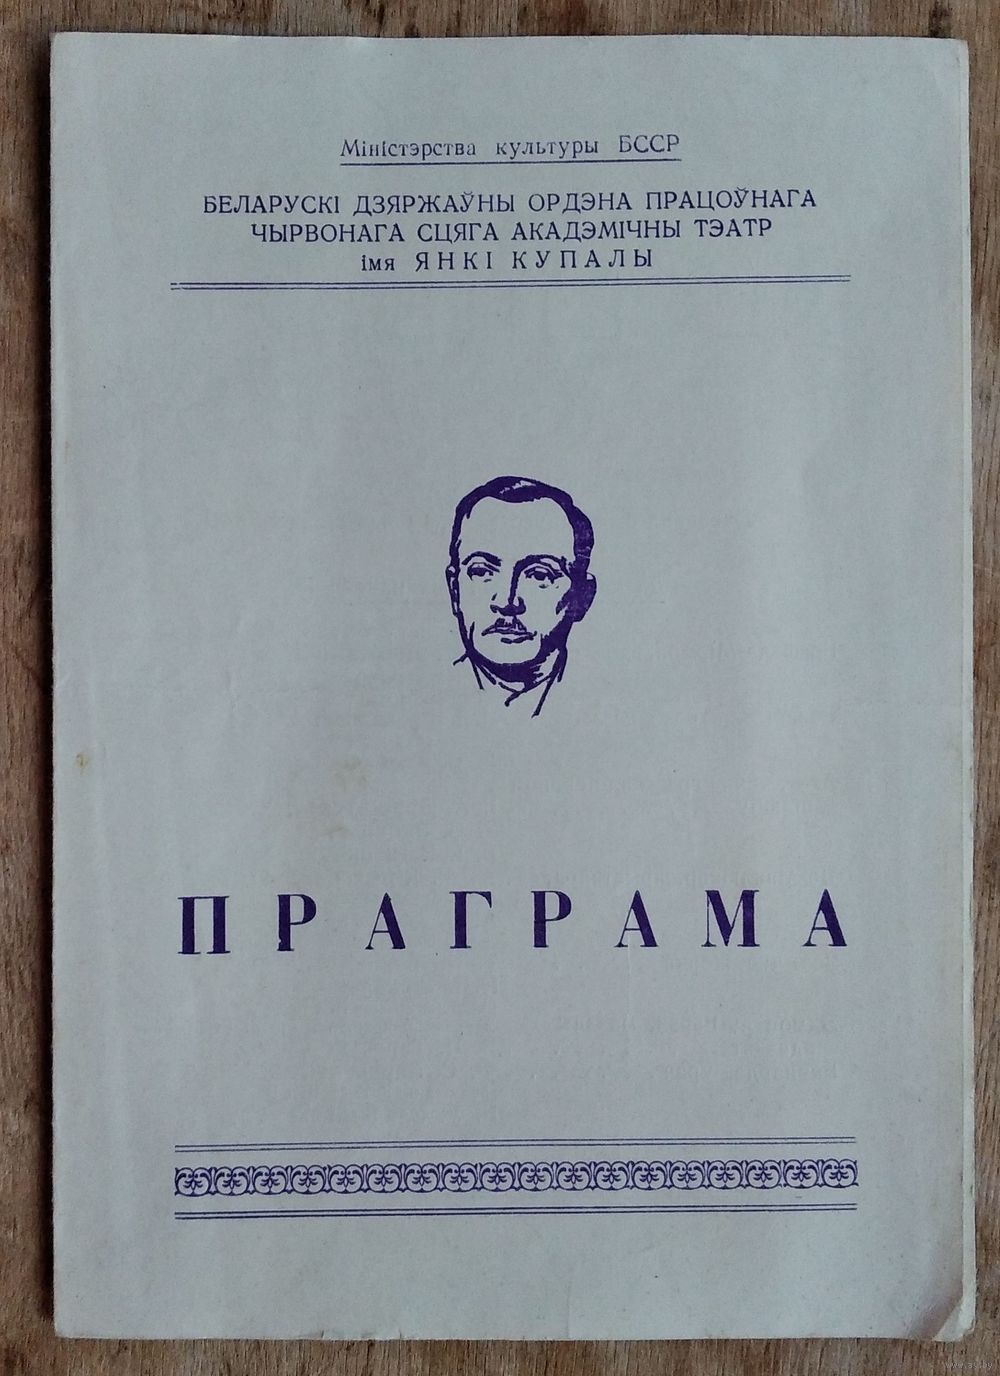 Міністэрства культуры БССР
БЕЛАРУСКІ ДЗЯРЖАЎНЫ ОРДЭНА ПРАЦОЎНАГА
ЧЫРВОНАГА СЦЯГА АКАДЭМІЧНЫ ТЭАТР
імя ЯНКІ КУПАЛЫ
ПРАГРАМА